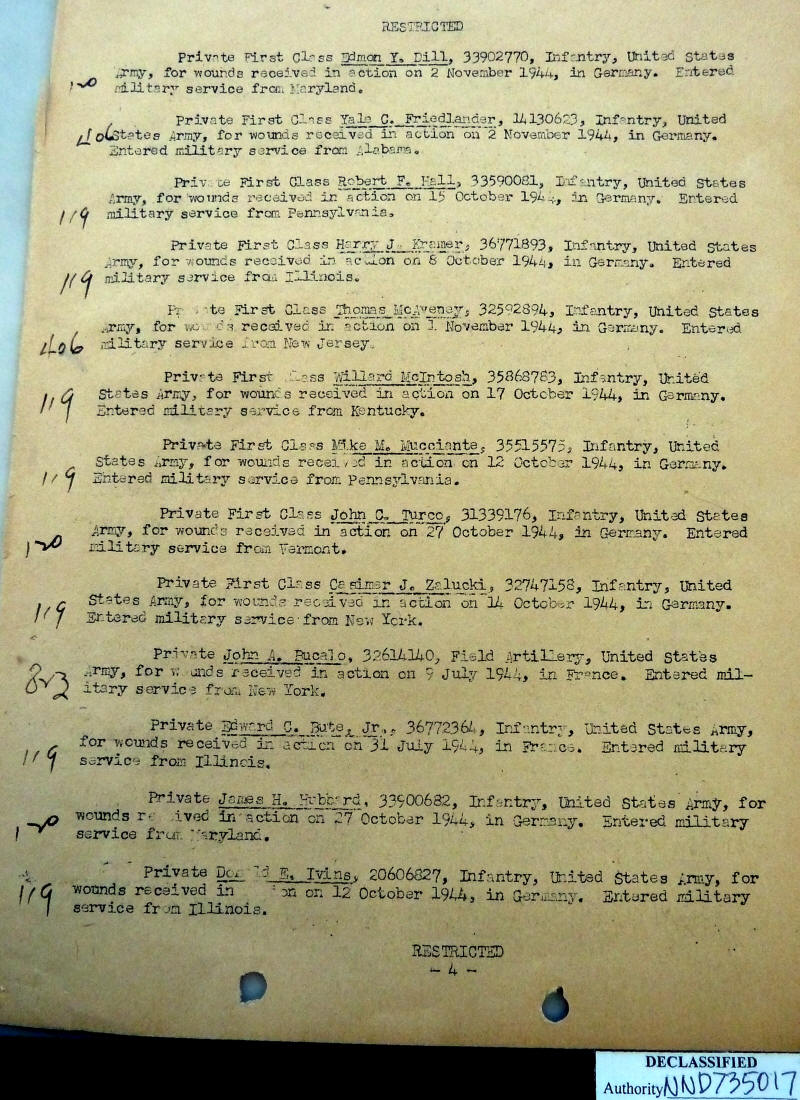 RESTRICTED
Private First Class Edmon Y. Dill, 33902770, Infantry, United States
Army, for wounds received in action on 2 November 1944, in Germany. Entered
120
military service from Maryland.
Private First Class Yale C. Friedlander, 14130623, Infantry, United
406 States Army, for wounds received in action on 2 November 1944, in Germany.
Entered military service from Alabama.
Private First Class Robert F. Hall, 33590081, Infantry, United States
Army, for wounds received in action on 15 October 1944, in Germany. Entered
119 military service from Pennsylvania.
Private First Class Harry J. Kramer, 36771893, Infantry, United States
Army, for wounds received in action on 8 October 1944, in Germany. Entered
119 military service from Illinois.
Private First Class Thomas McAveney, 32592894, Infantry, United States
Army, for wounds received in action on 1 November 1944, in Germany. Entered
406 military service from New Jersey.
Private First Class Willard McIntosh, 35868783, Infantry, United
119 States Army, for wounds received in action on 17 October 1944, in Germany.
Entered military service from Kentucky.
Private First Class Mike M. Mucciante, 35515575, Infantry, United
States Army, for wounds received in action on 12 October 1944, in Germany.
119 Entered military service from Pennsylvania.
Private First Class John C. Turco, 31339176, Infantry, United States
Army, for wounds received in action on 27 October 1944, in Germany. Entered
120 military service from Vermont.
Private First Class Casimer J. Zalucki, 32747158, Infantry, United
119 States Army, for wounds received in action on 14 October 1944, in Germany.
Entered military service from New York.
Private John A. Bucalo, 32614140, Field Artillery, United States
823 Army, for wounds received in action on 9 July 1944, in France. Entered mil-
itary service from New York.
Private Edward C. Bute, Jr., 36772364, Infantry, United States Army,
for wounds received in action on 31 July 1944, in France. Entered military
119 service from Illinois.
Private James H. Hubbard, 33900682, Infantry, United States Army, for
wounds received in action on 27 October 1944, in Germany. Entered military
120 service from Maryland.
Private Donald E. Ivins, 20606827, Infantry, United States Army, for
119 wounds received in action on 12 October 1944, in Germany. Entered military
service from Illinois.
RESTRICTED
- 4 -
DECLASSIFIED
Authority NND735017